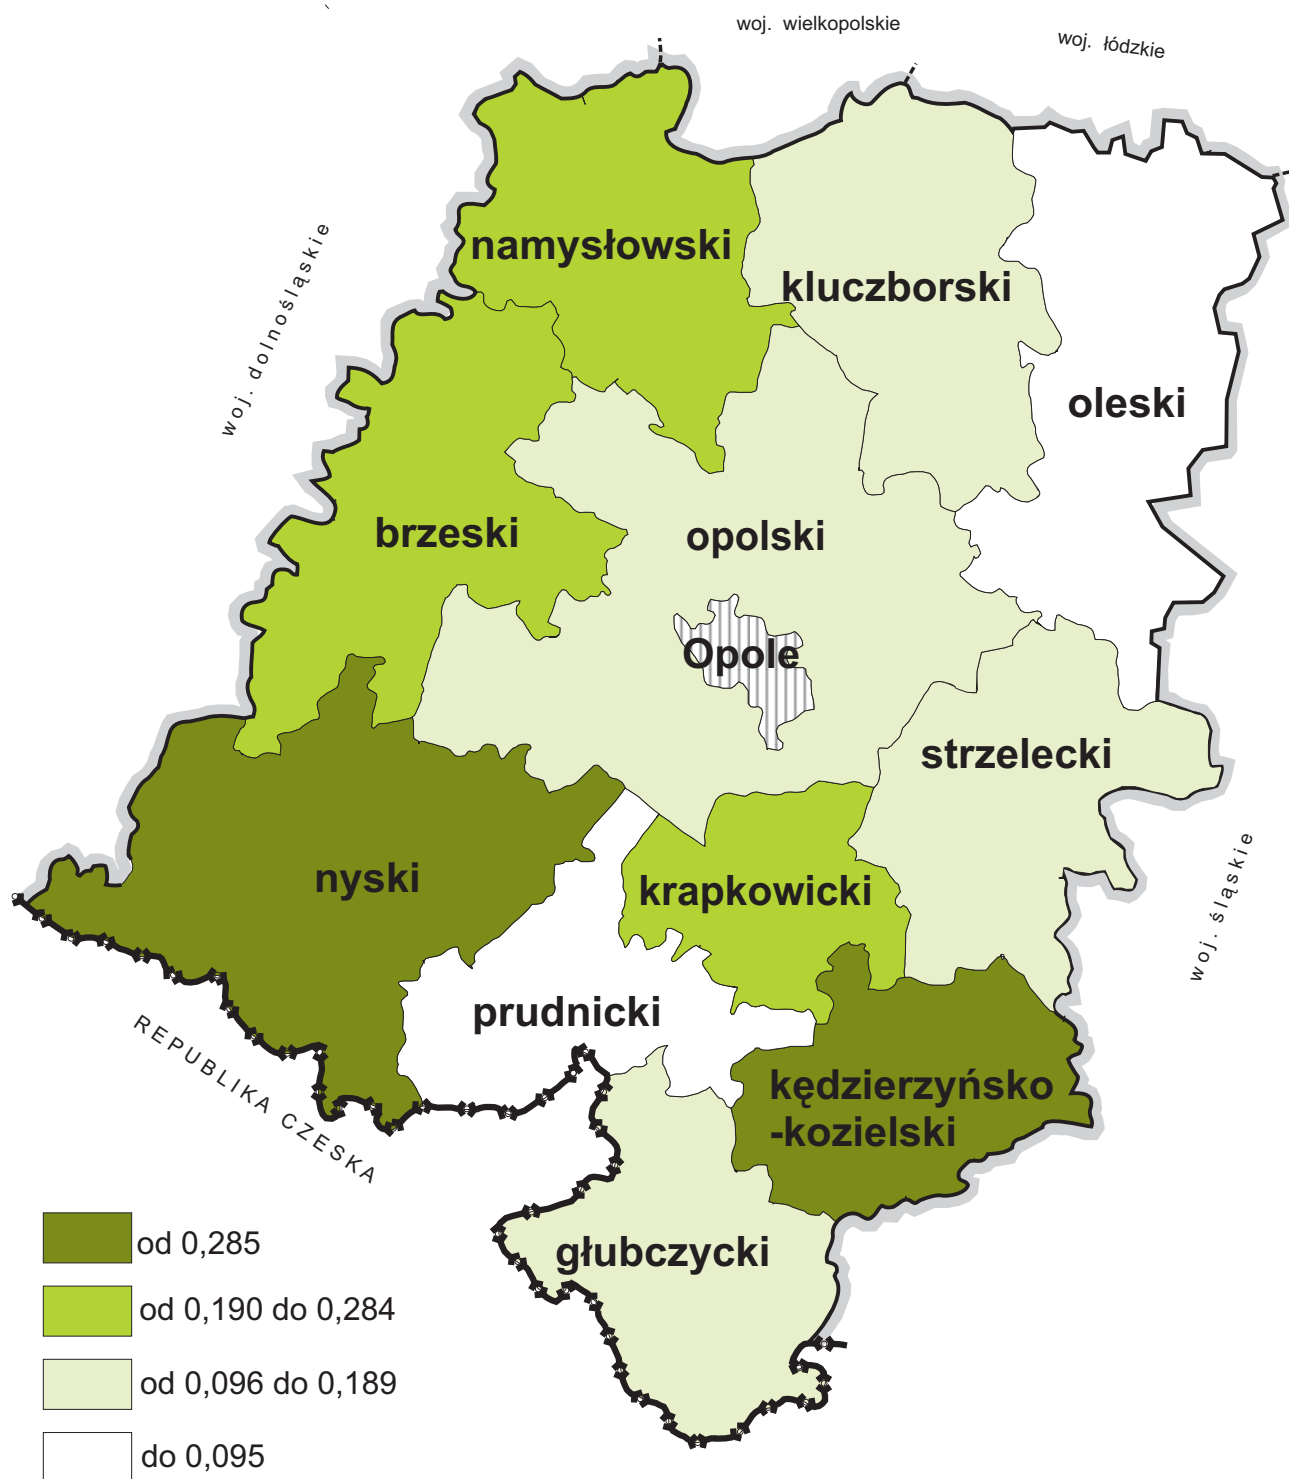 woj. wielkopolskie
woj. łódzkie
woj. dolnośląskie
namysłowski
kluczborski
oleski
brzeski
opolski
Opole
strzelecki
nyski
krapkowicki
woj. śląskie
prudnicki
REPUBLIKA CZESKA
kędzierzyńsko
-kozielski
głubczycki
od 0,285
od 0,190 do 0,284
od 0,096 do 0,189
do 0,095